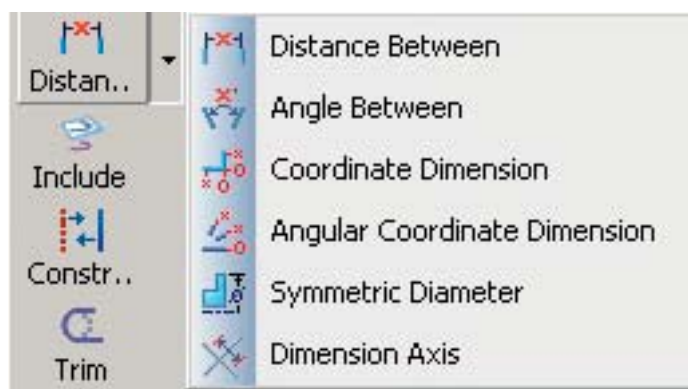 Distan..
Include
Constr..
Trim
Distance Between
Angle Between
Coordinate Dimension
Angular Coordinate Dimension
Symmetric Diameter
Dimension Axis